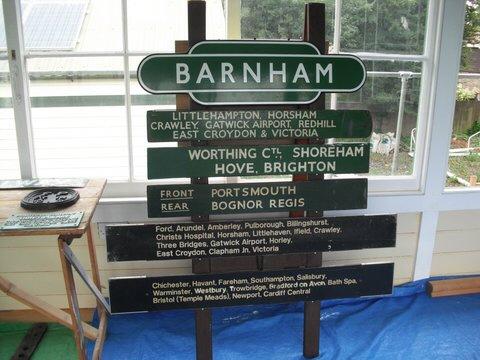 BARNHAM
LITTLEHAMPTON, HORSHAM
CRAWLEY, GATWICK AIRPORT, REDHILL
EAST CROYDON & VICTORIA
WORTHING CTL SHOREHAM
HOVE, BRIGHTON
FRONT PORTSMOUTH
REAR BOGNOR REGIS
Ford, Arundel, Amberley, Pulborough, Billingshurst,
Christs Hospital, Horsham, Littlehaven, Ifield, Crawley,
Three Bridges, Gatwick Airport, Horley,
East Croydon, Clapham Jn. Victoria
Chichester, Havant, Fareham, Southampton, Salisbury,
Warminster, Westbury, Trowbridge, Bradford on Avon, Bath Spa,
Bristol (Temple Meads), Newport, Cardiff Central